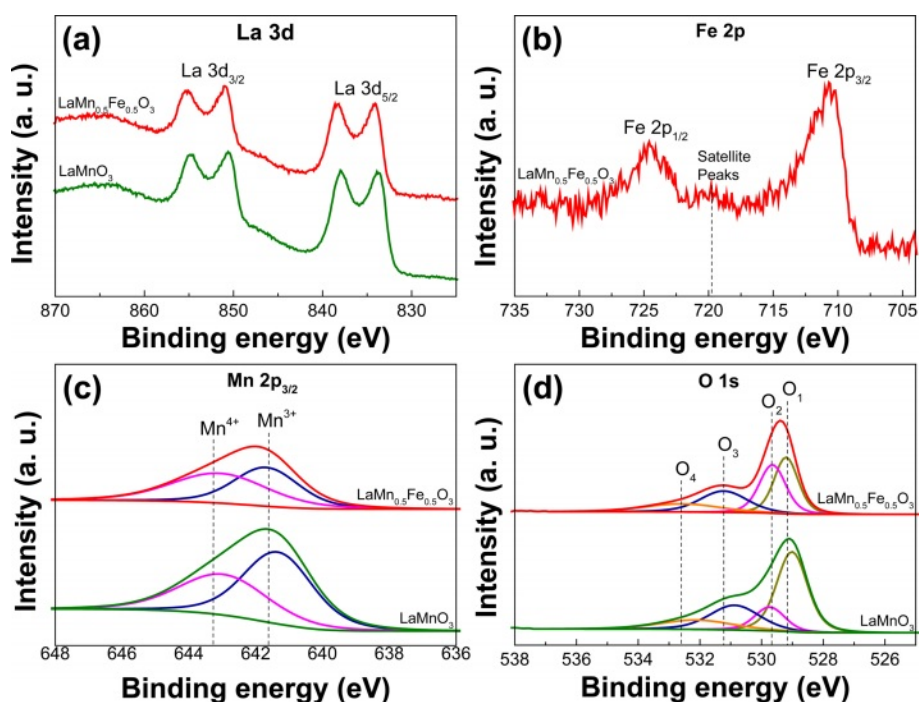 (a)
La 3d
La 3d3/2
La 3d5/2
LaMn0.5Fe0.5O3
LaMnO3
Intensity (a. u.)
870 860 850 840 830
Binding energy (eV)
(b)
Fe 2p
Fe 2p3/2
Fe 2p1/2
Satellite
Peaks
LaMn0.5Fe0.5O3
Intensity (a. u.)
735 730 725 720 715 710 705
Binding energy (eV)
(c)
Mn 2p3/2
Mn4+
Mn3+
LaMn0.5Fe0.5O3
LaMnO3
Intensity (a. u.)
648 646 644 642 640 638 636
Binding energy (eV)
(d)
O 1s
O4
O3
O2
O1
LaMn0.5Fe0.5O3
LaMnO3
Intensity (a. u.)
538 536 534 532 530 528 526
Binding energy (eV)